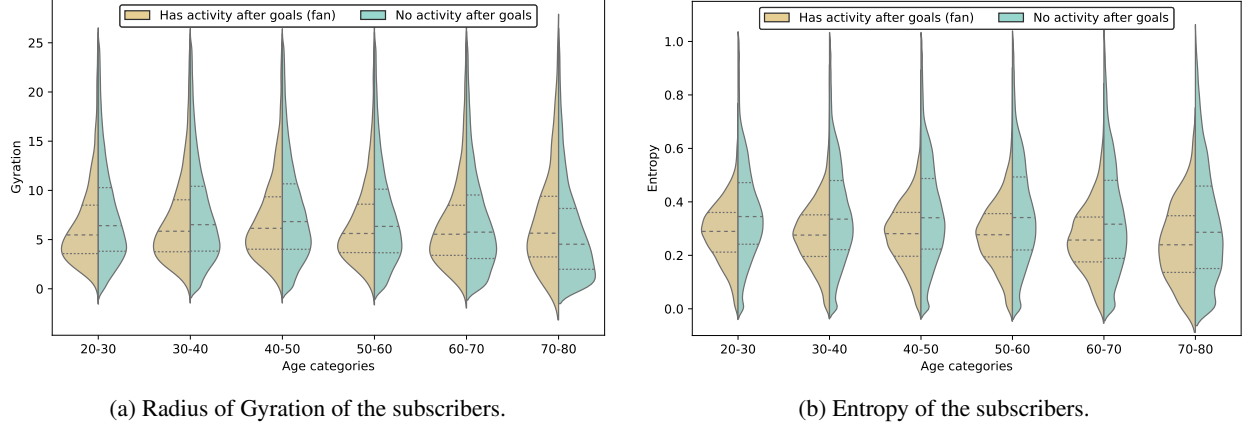 Has activity after goals (fan) No activity after goals
25
20
15
10
5
0
Gyration
20-30 30-40 40-50 50-60 60-70 70-80
Age categories
(a) Radius of Gyration of the subscribers.
Has activity after goals (fan) No activity after goals
1.0
0.8
0.6
0.4
0.2
0.0
Entropy
20-30 30-40 40-50 50-60 60-70 70-80
Age categories
(b) Entropy of the subscribers.